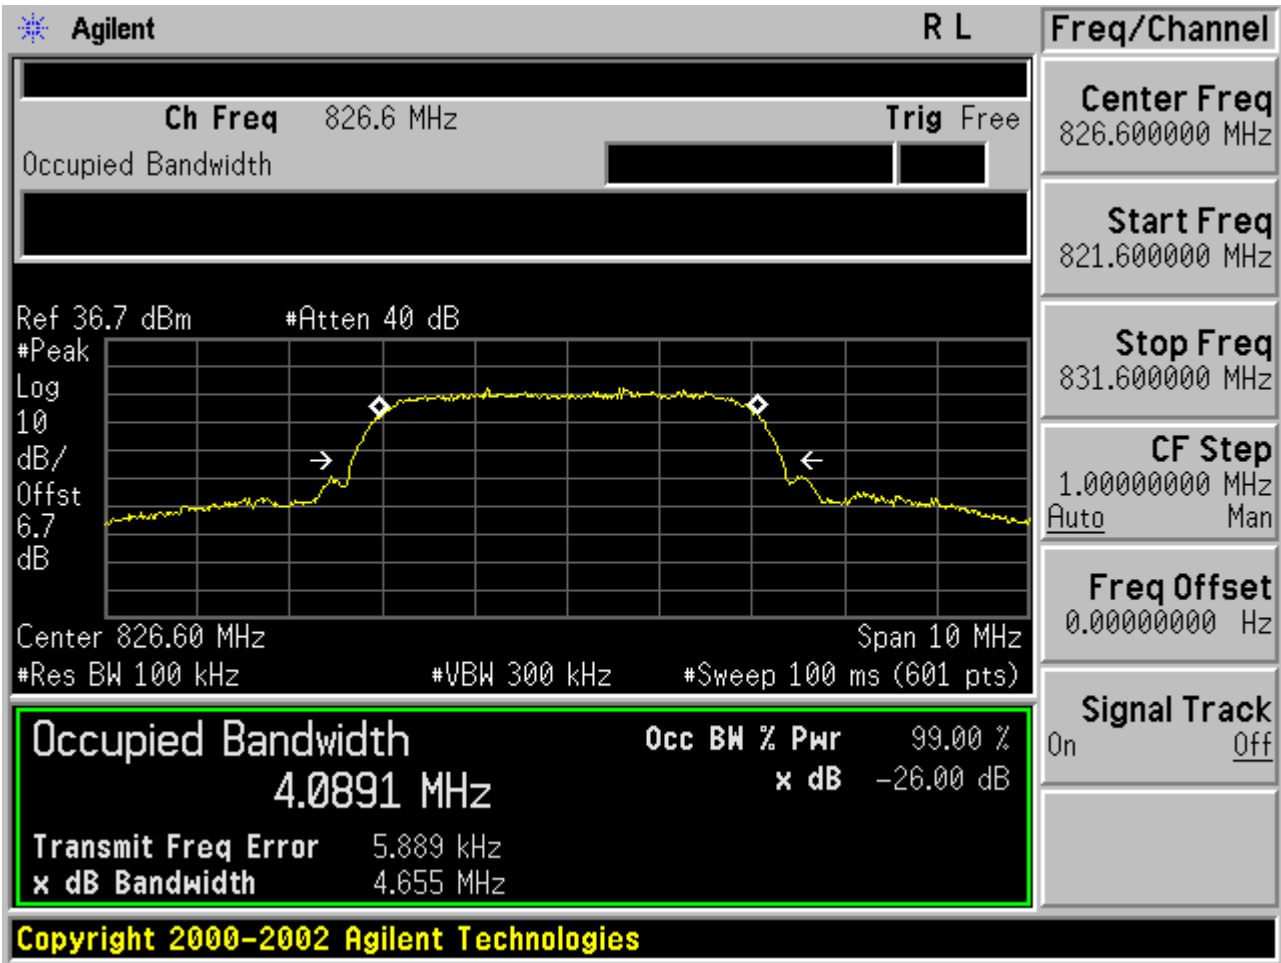 Agilent R L Freq/Channel
Ch Freq 826.6 MHz Trig Free
Occupied Bandwidth
Center Freq
826.600000 MHz
Start Freq
821.600000 MHz
Stop Freq
831.600000 MHz
CF Step
1.00000000 MHz
Auto Man
Freq Offset
0.00000000 Hz
Signal Track
On Off
Ref 36.7 dBm #Atten 40 dB
#Peak
Log
10
dB/
Offst
6.7
dB
Center 826.60 MHz Span 10 MHz
#Res BW 100 kHz #VBW 300 kHz #Sweep 100 ms (601 pts)
Occupied Bandwidth
4.0891 MHz
Occ BW % Pwr 99.00 %
x dB -26.00 dB
Transmit Freq Error 5.889 kHz
x dB Bandwidth 4.655 MHz
Copyright 2000-2002 Agilent Technologies